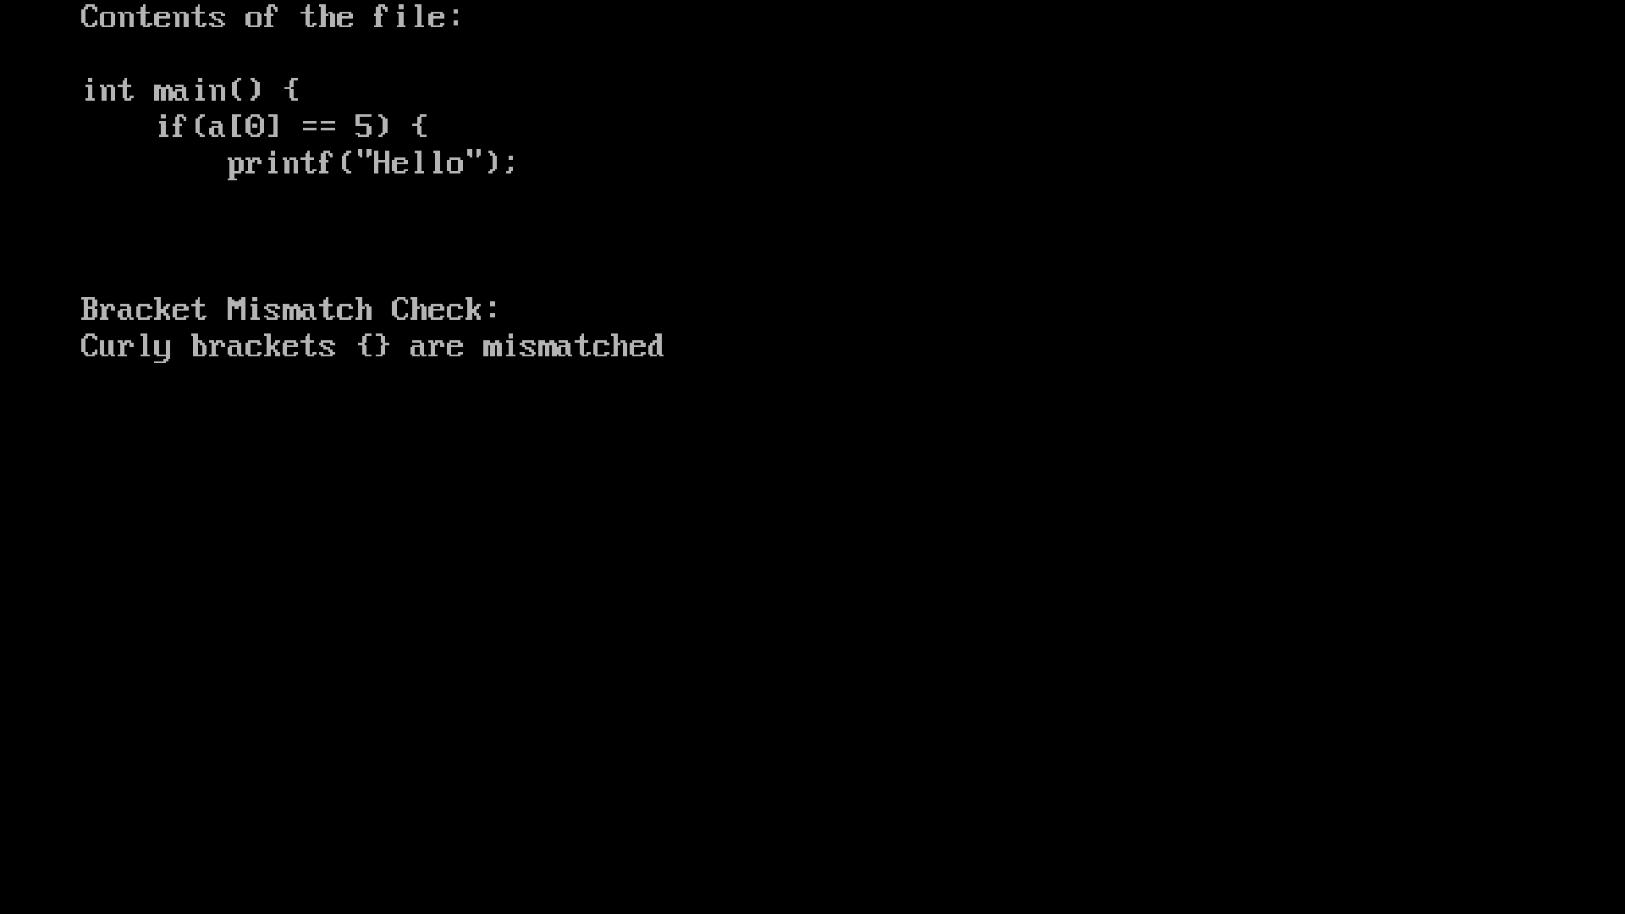 Contents of the file:
int main() {
    if(a[0] == 5) {
        printf("Hello");
Bracket Mismatch Check:
Curly brackets {} are mismatched